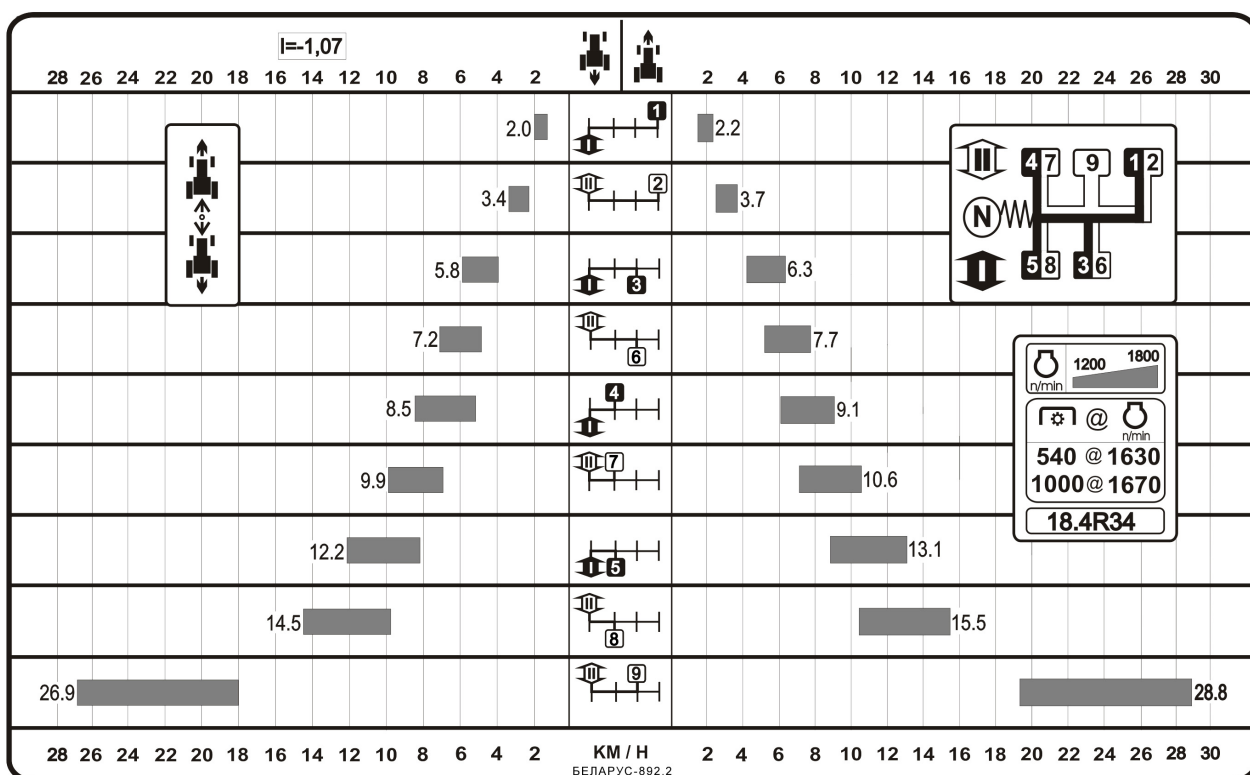 I=-1,07
28 26 24 22 20 18 16 14 12 10 8 6 4 2 2 4 6 8 10 12 14 16 18 20 22 24 26 28 30
2.0 I 1 2.2
3.4 II 2 3.7
5.8 I 3 6.3
7.2 II 6 7.7
8.5 I 4 9.1
9.9 II 7 10.6
12.2 I 5 13.1
14.5 II 8 15.5
26.9 II 9 28.8
28 26 24 22 20 18 16 14 12 10 8 6 4 2 KM / H 2 4 6 8 10 12 14 16 18 20 22 24 26 28 30
БЕЛАРУС-892.2
II 4 7 9 1 2
N
I 5 8 3 6
1200 1800
n/min
@
n/min
540 @ 1630
1000 @ 1670
18.4R34